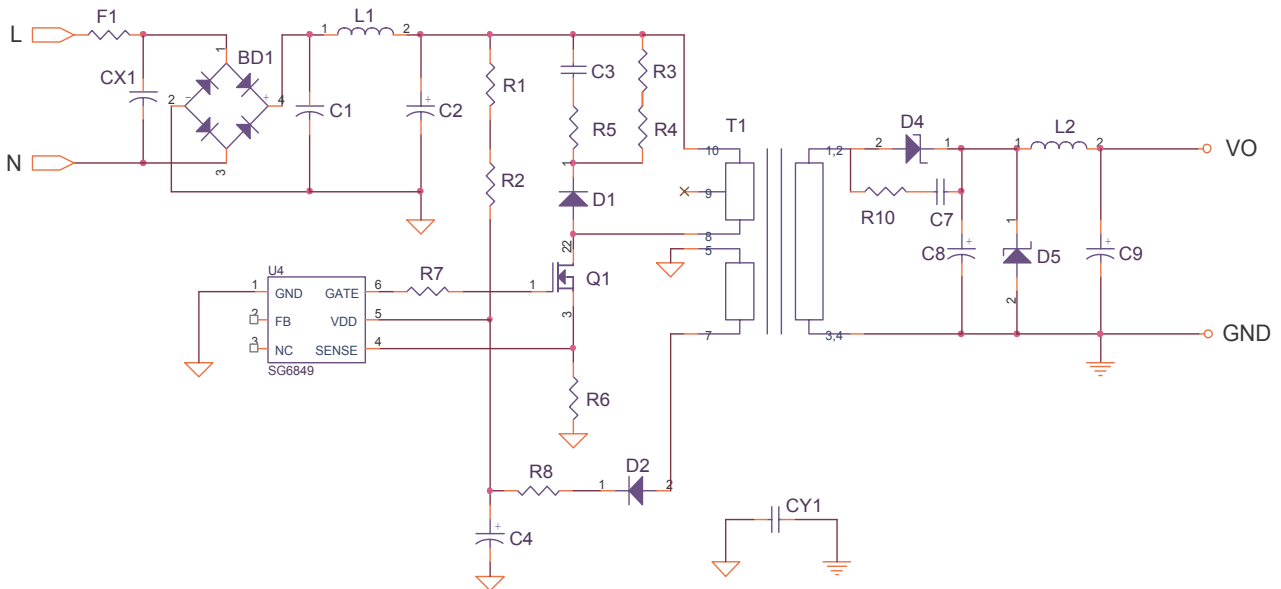 F1
L1
L
1
2
BD1
1
CX1
2
-
+
4
C1
+
C2
R1
C3
R3
R5
R4
T1
D4
L2
10
1,2
2
1
1
2
VO
N
3
R2
1
D1
9
R10
C7
8
5
22
C8
+
1
D5
2
+
C9
U4
R7
1
GND
GATE
6
1
Q1
2
FB
VDD
5
3
3
NC
SENSE
4
7
3,4
GND
SG6849
R6
R8
1
D2
2
+
C4
CY1